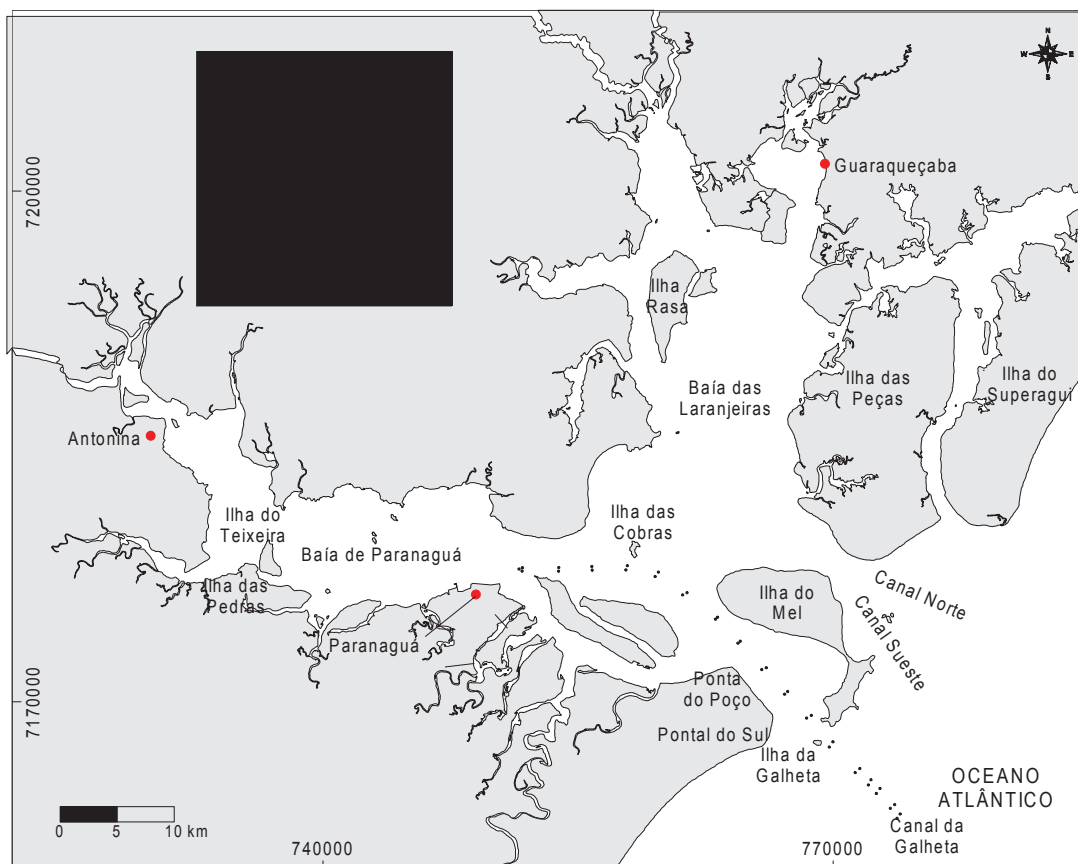 N
W E
S
Guaraqueçaba
7200000
Ilha
Rasa
Baía das
Laranjeiras
Ilha das
Peças
Ilha do
Superagui
Antonina
Ilha do
Teixeira
Ilha das
Cobras
Baía de Paranaguá
Ilha das
Pedras
Ilha do
Mel
Canal Norte
Canal Sueste
Paranaguá
Ponta
do Poço
7170000
Pontal do Sul
Ilha da
Galheta
OCEANO
ATLÂNTICO
0 5 10 km
Canal da
Galheta
740000
770000